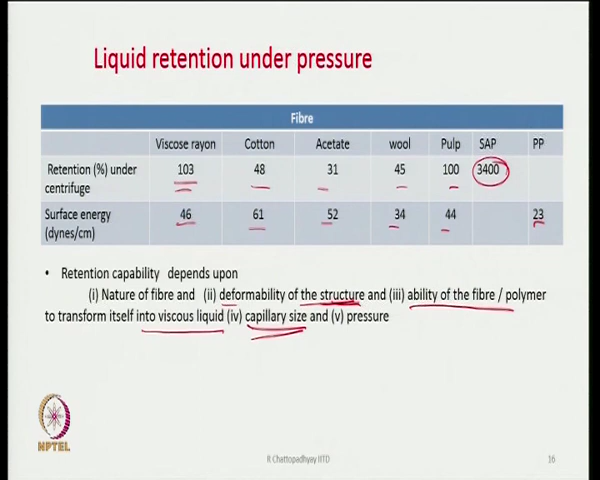 Liquid retention under pressure
Fibre
Viscose rayon Cotton Acetate wool Pulp SAP PP
Retention (%) under centrifuge 103 48 31 45 100 3400
Surface energy (dynes/cm) 46 61 52 34 44 23
• Retention capability depends upon
(i) Nature of fibre and (ii) deformability of the structure and (iii) ability of the fibre / polymer
to transform itself into viscous liquid (iv) capillary size and (v) pressure
NPTEL
R Chattopadhyay IITD
16